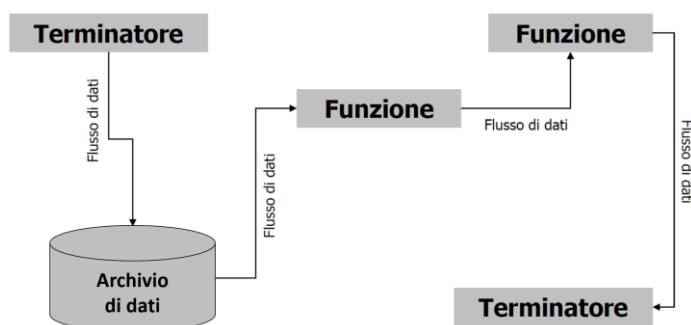 Terminatore
Funzione
Flusso di dati
Funzione
Flusso di dati
Flusso di dati
Flusso di dati
Archivio
di dati
Terminatore